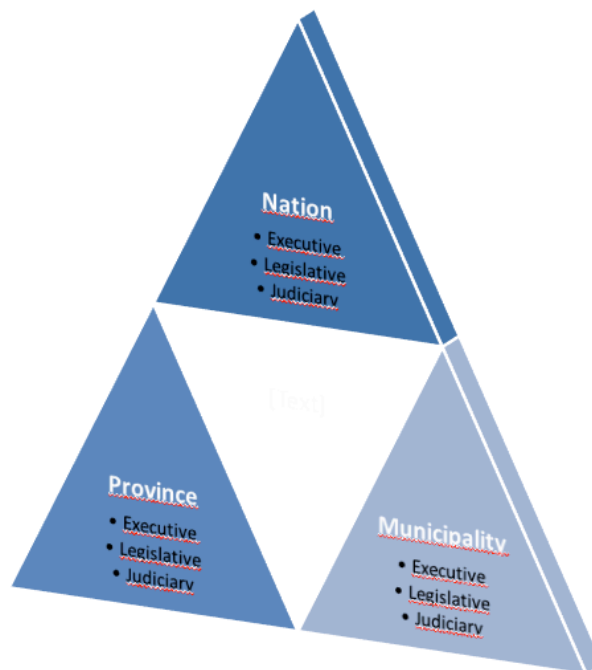 Nation
• Executive
• Legislative
• Judiciary
[Text]
Province
• Executive
• Legislative
• Judiciary
Municipality
• Executive
• Legislative
• Judiciary